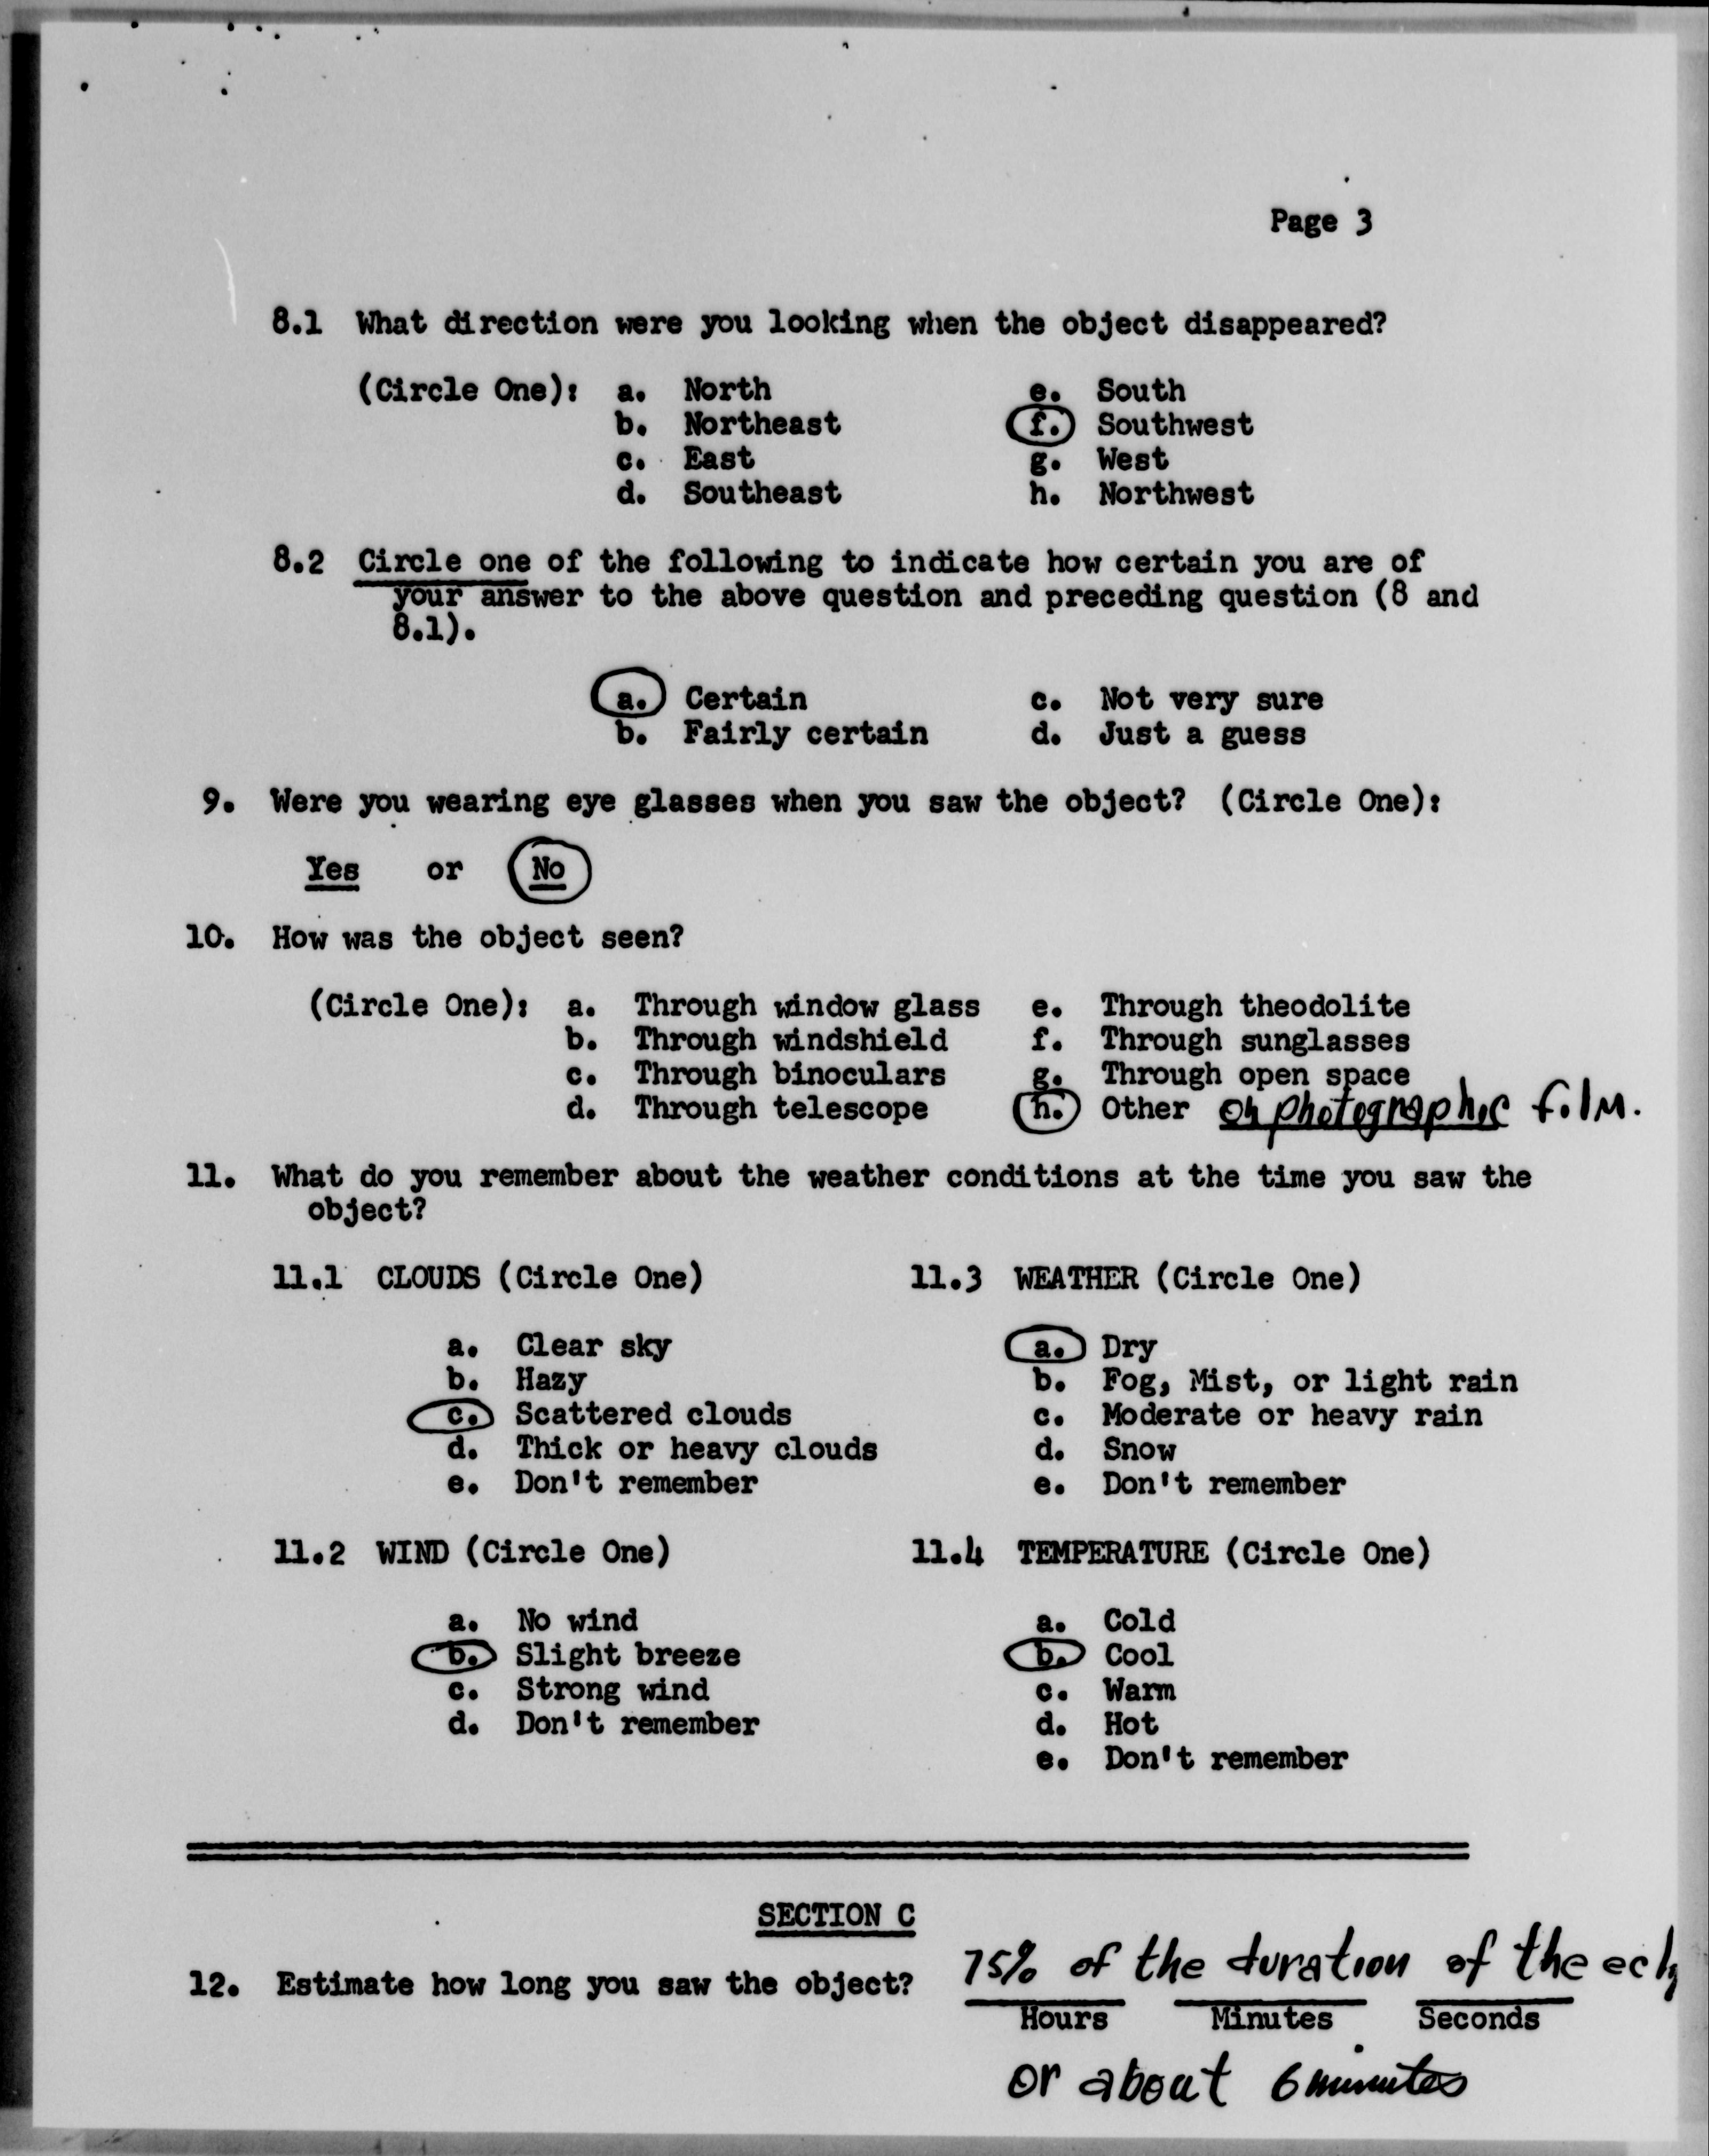 Page 3
8.1 What direction were you looking when the object disappeared?
(Circle One): a. North e. South
b. Northeast f. Southwest
c. East g. West
d. Southeast h. Northwest
8.2 Circle one of the following to indicate how certain you are of
your answer to the above question and preceding question (8 and
8.1).
a. Certain c. Not very sure
b. Fairly certain d. Just a guess
9. Were you wearing eye glasses when you saw the object? (Circle One):
Yes or No
10. How was the object seen?
(Circle One): a. Through window glass e. Through theodolite
b. Through windshield f. Through sunglasses
c. Through binoculars g. Through open space
d. Through telescope h. Other on photographic film.
11. What do you remember about the weather conditions at the time you saw the
object?
11.1 CLOUDS (Circle One) 11.3 WEATHER (Circle One)
a. Clear sky a. Dry
b. Hazy b. Fog, Mist, or light rain
c. Scattered clouds c. Moderate or heavy rain
d. Thick or heavy clouds d. Snow
e. Don't remember e. Don't remember
11.2 WIND (Circle One) 11.4 TEMPERATURE (Circle One)
a. No wind a. Cold
b. Slight breeze b. Cool
c. Strong wind c. Warm
d. Don't remember d. Hot
e. Don't remember
SECTION C
75% of the duration of the
12. Estimate how long you saw the object?
Hours Minutes Seconds
or about 6 minutes